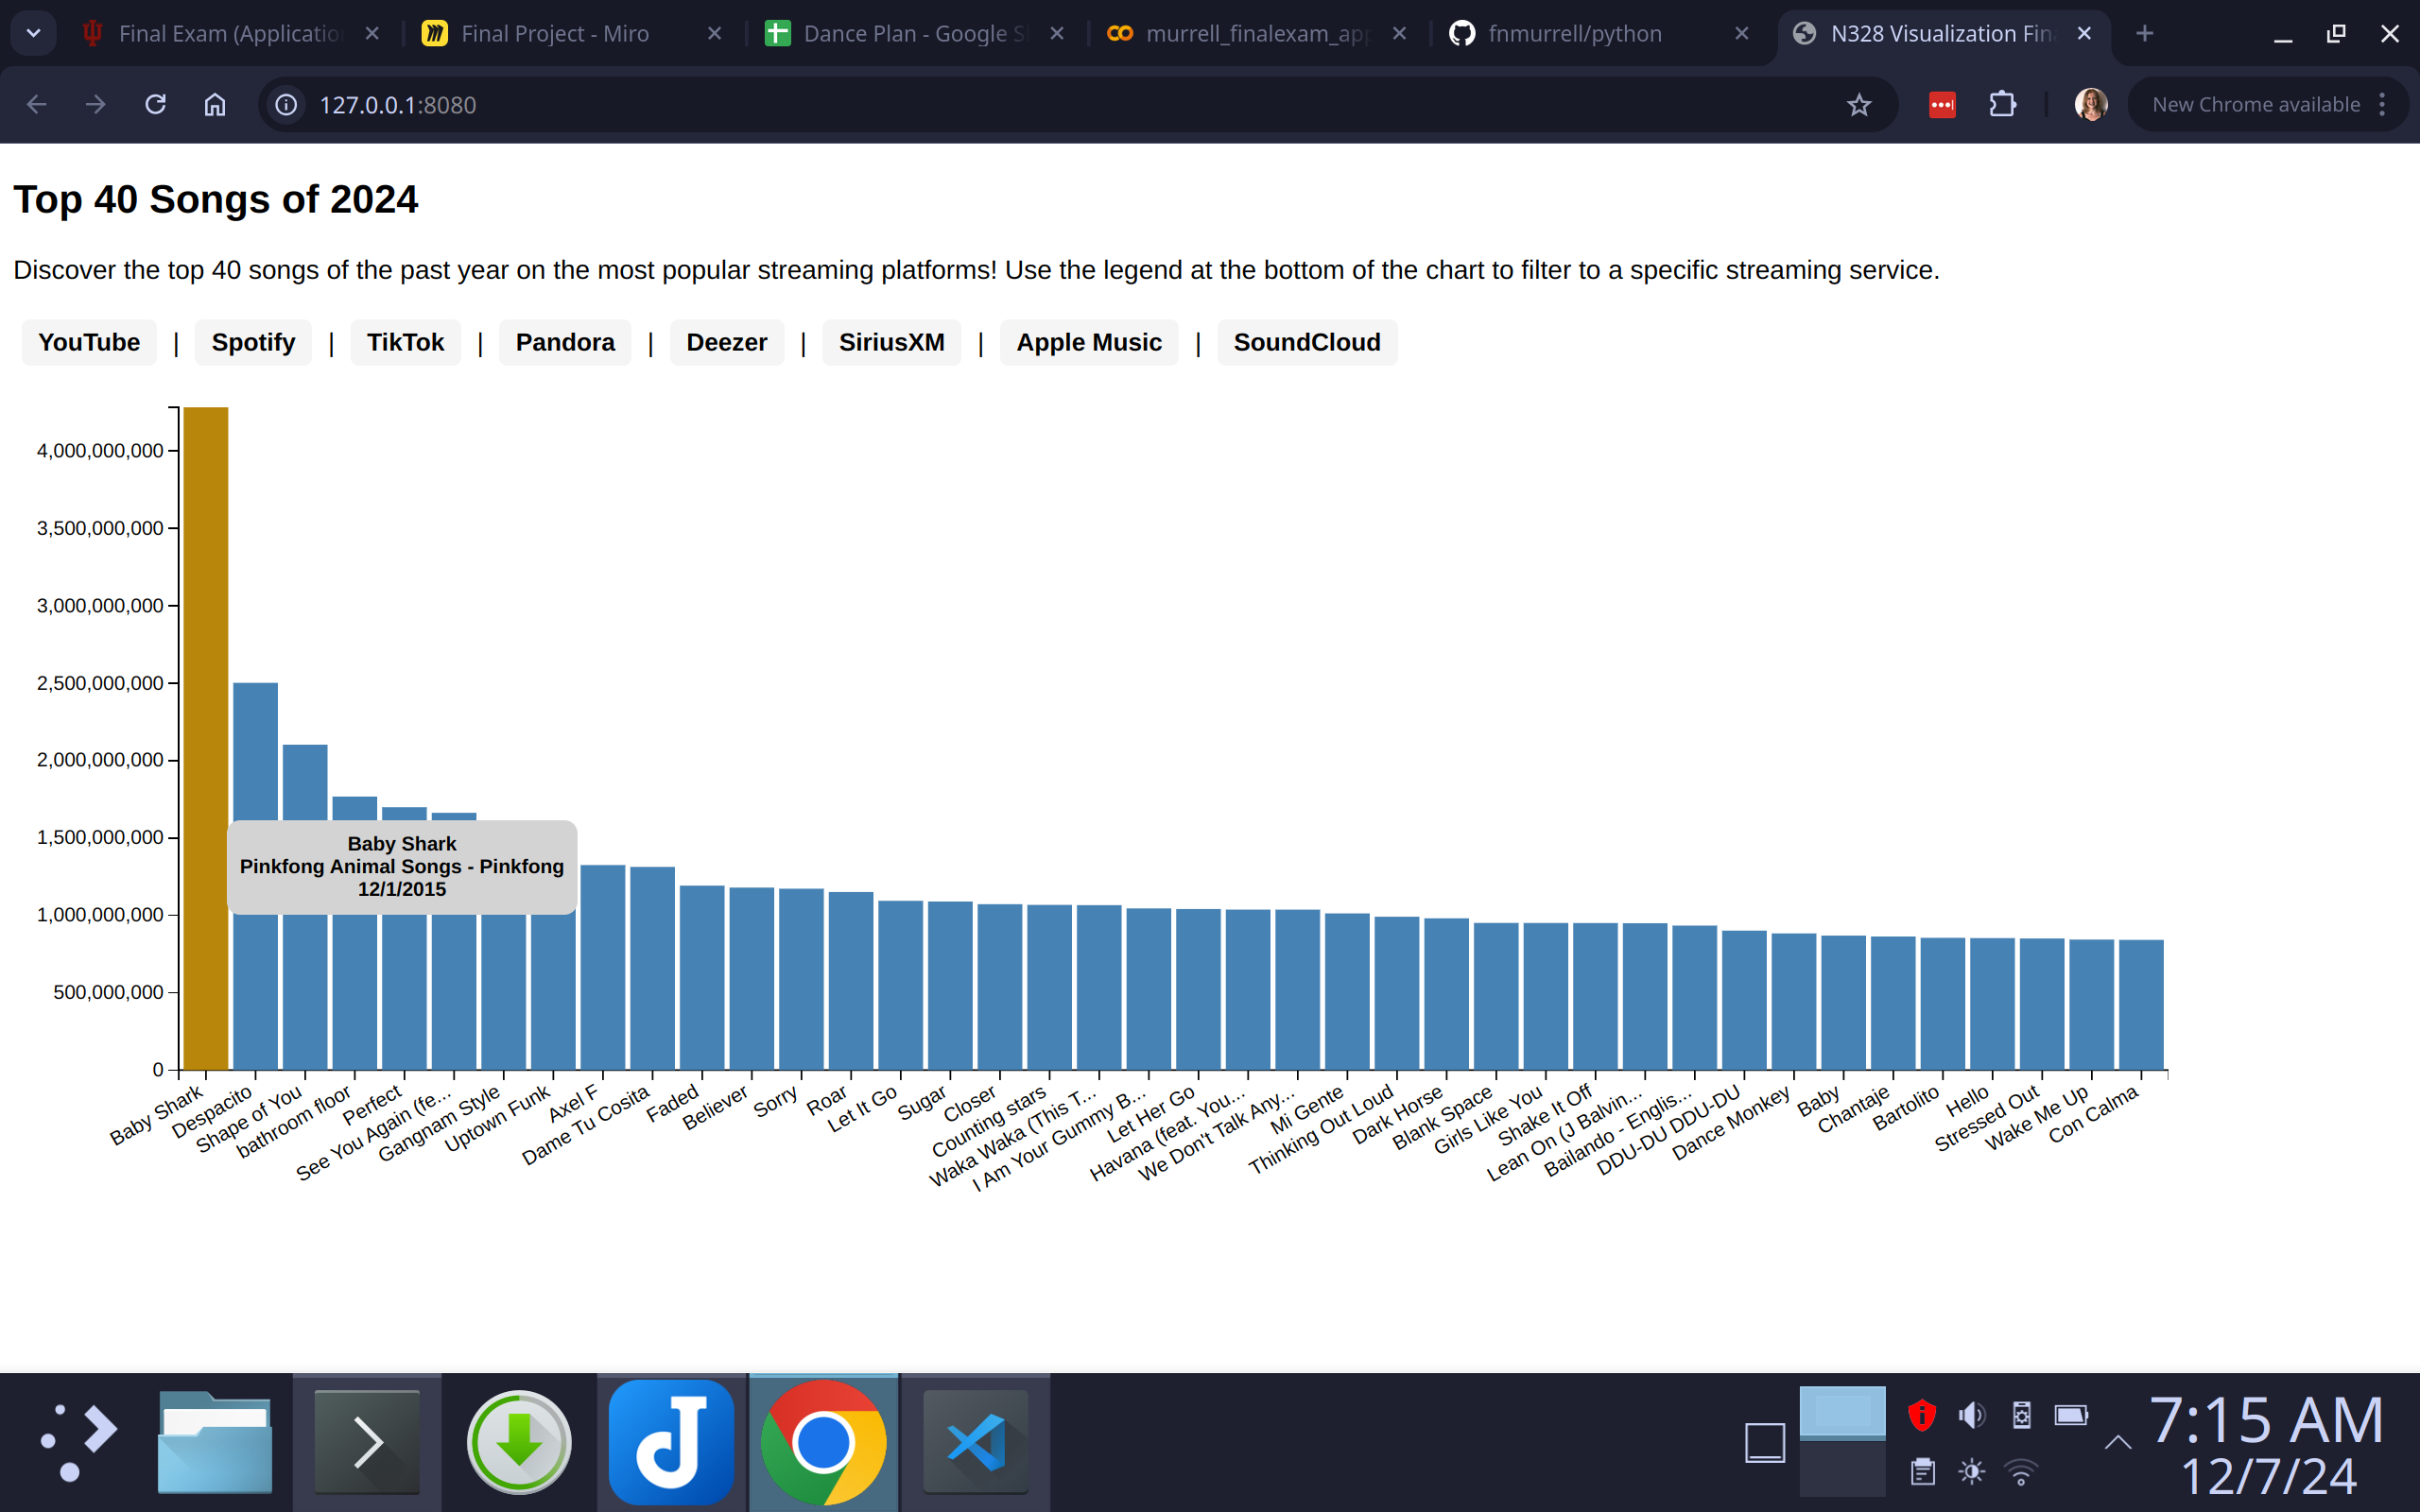 Final Exam (Applicatio
Final Project - Miro
Dance Plan - Google S
murrell_finalexam_app
fnmurrell/python
N328 Visualization Fin
127.0.0.1:8080
New Chrome available
Top 40 Songs of 2024
Discover the top 40 songs of the past year on the most popular streaming platforms! Use the legend at the bottom of the chart to filter to a specific streaming service.
YouTube | Spotify | TikTok | Pandora | Deezer | SiriusXM | Apple Music | SoundCloud
4,000,000,000
3,500,000,000
3,000,000,000
2,500,000,000
2,000,000,000
1,500,000,000
1,000,000,000
500,000,000
0
Baby Shark
Pinkfong Animal Songs - Pinkfong
12/1/2015
Baby Shark
Despacito
Shape of You
bathroom floor
Perfect
See You Again (fe...
Gangnam Style
Uptown Funk
Axel F
Dame Tu Cosita
Faded
Believer
Sorry
Roar
Let It Go
Sugar
Closer
Counting stars
Waka Waka (This T...
I Am Your Gummy B...
Let Her Go
Havana (feat. You...
We Don't Talk Any...
Mi Gente
Thinking Out Loud
Dark Horse
Blank Space
Girls Like You
Shake It Off
Lean On (J Balvin...
Bailando - Englis...
DDU-DU DDU-DU
Dance Monkey
Baby
Chantaje
Bartolito
Hello
Stressed Out
Wake Me Up
Con Calma
7:15 AM
12/7/24